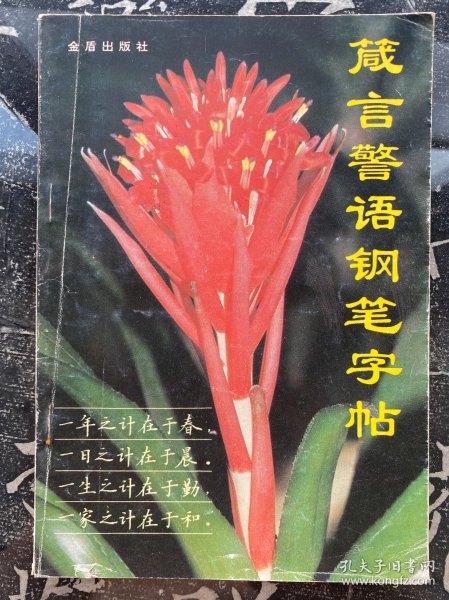 金盾出版社
箴言警语钢笔字帖
一年之计在于春，
一日之计在于晨。
一生之计在于勤，
一家之计在于和。
孔夫子旧书网
www.kongfz.com